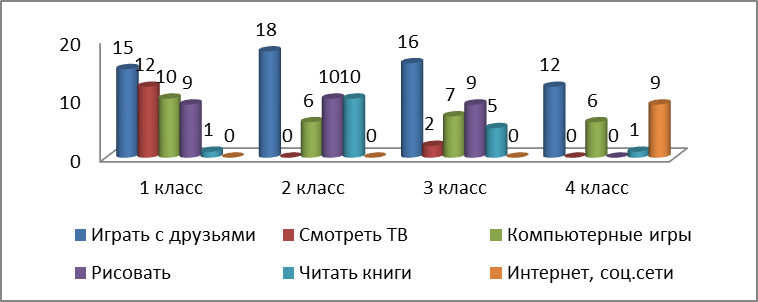 20
10
0
15 12 10 9 1 0
18 0 6 10 10 0
16 2 7 9 5 0
12 0 6 0 1 9
1 класс 2 класс 3 класс 4 класс
Играть с друзьями Смотреть ТВ Компьютерные игры
Рисовать Читать книги Интернет, соц.сети